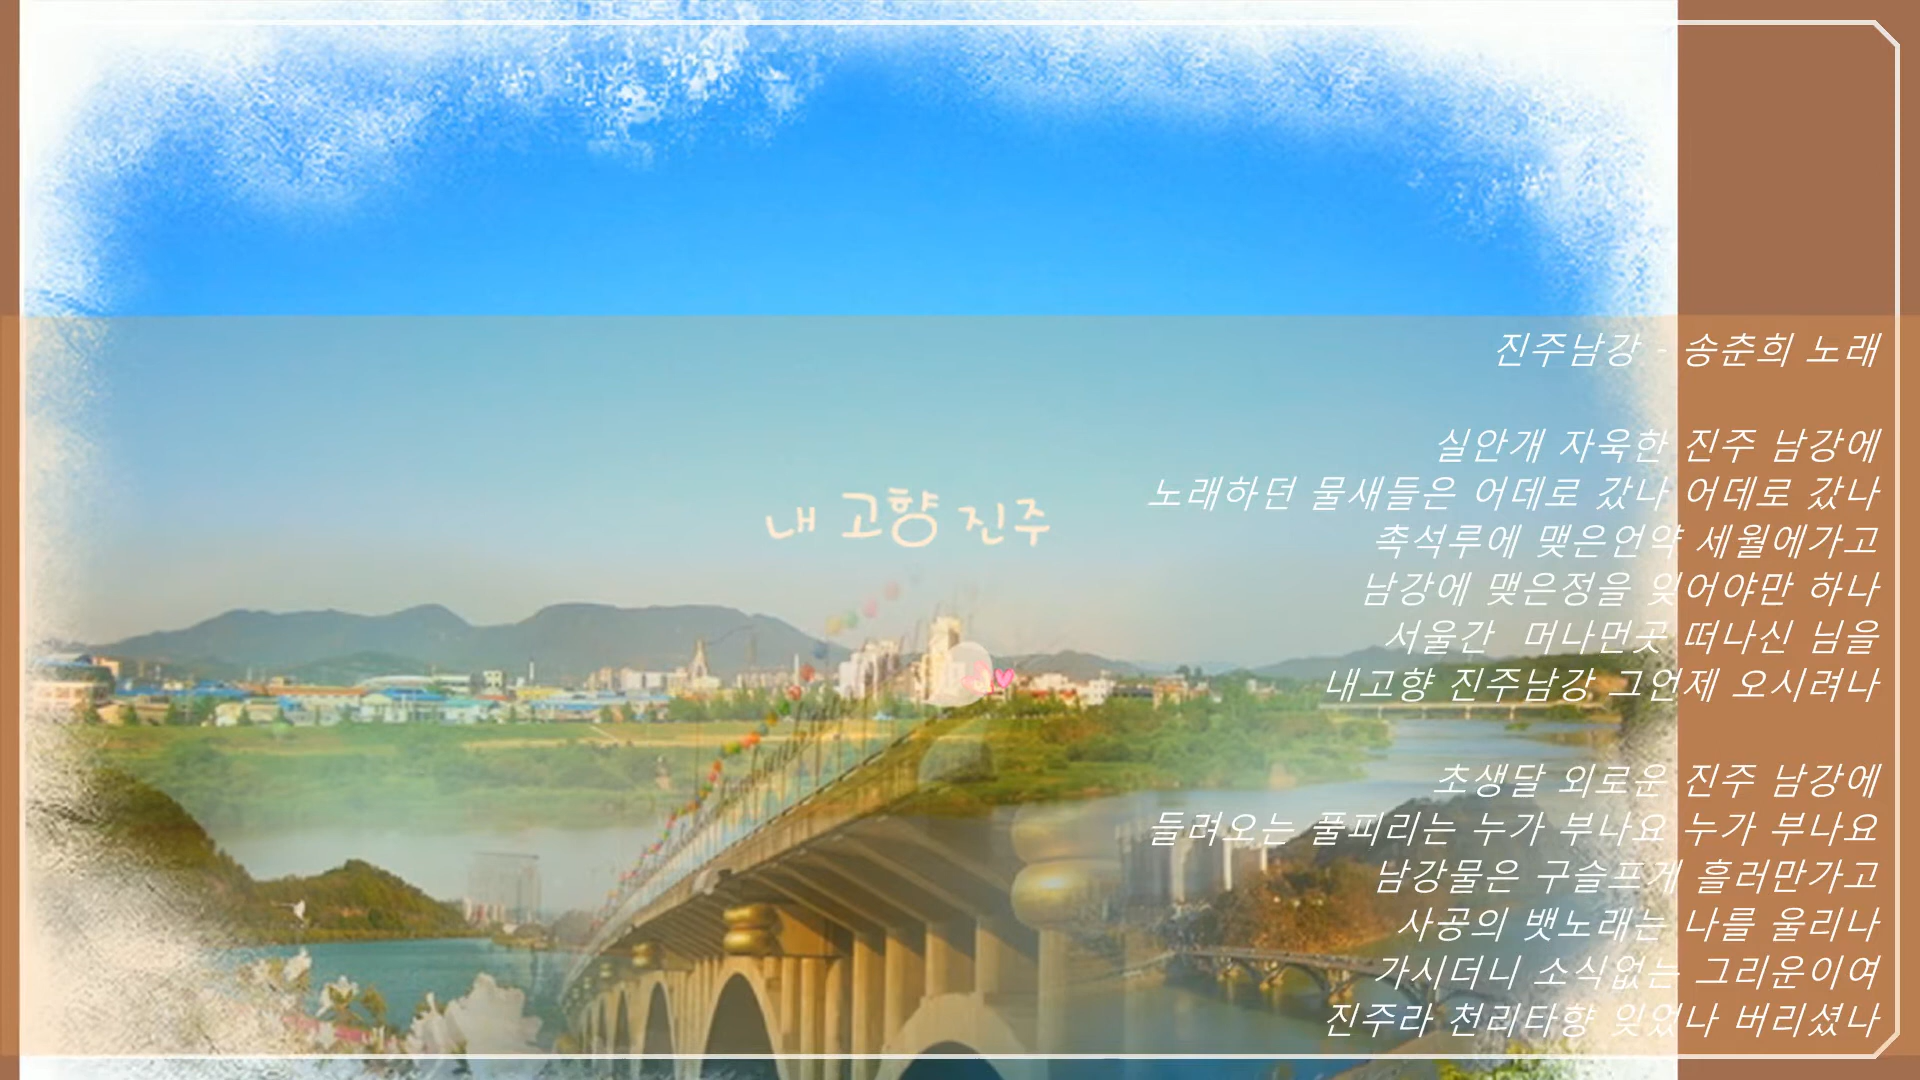 진주남강 - 송춘희 노래
실안개 자욱한 진주 남강에
노래하던 물새들은 어데로 갔나 어데로 갔나
촉석루에 맺은언약 세월에가고
남강에 맺은정을 잊어야만 하나
서울간 머나먼곳 떠나신 님을
내고향 진주남강 그언제 오시려나
초생달 외로운 진주 남강에
들려오는 풀피리는 누가 부나요 누가 부나요
남강물은 구슬프게 흘러만가고
사공의 뱃노래는 나를 울리나
가시더니 소식없는 그리운이여
진주라 천리타향 잊었나 버리셨나
내 고향 진주